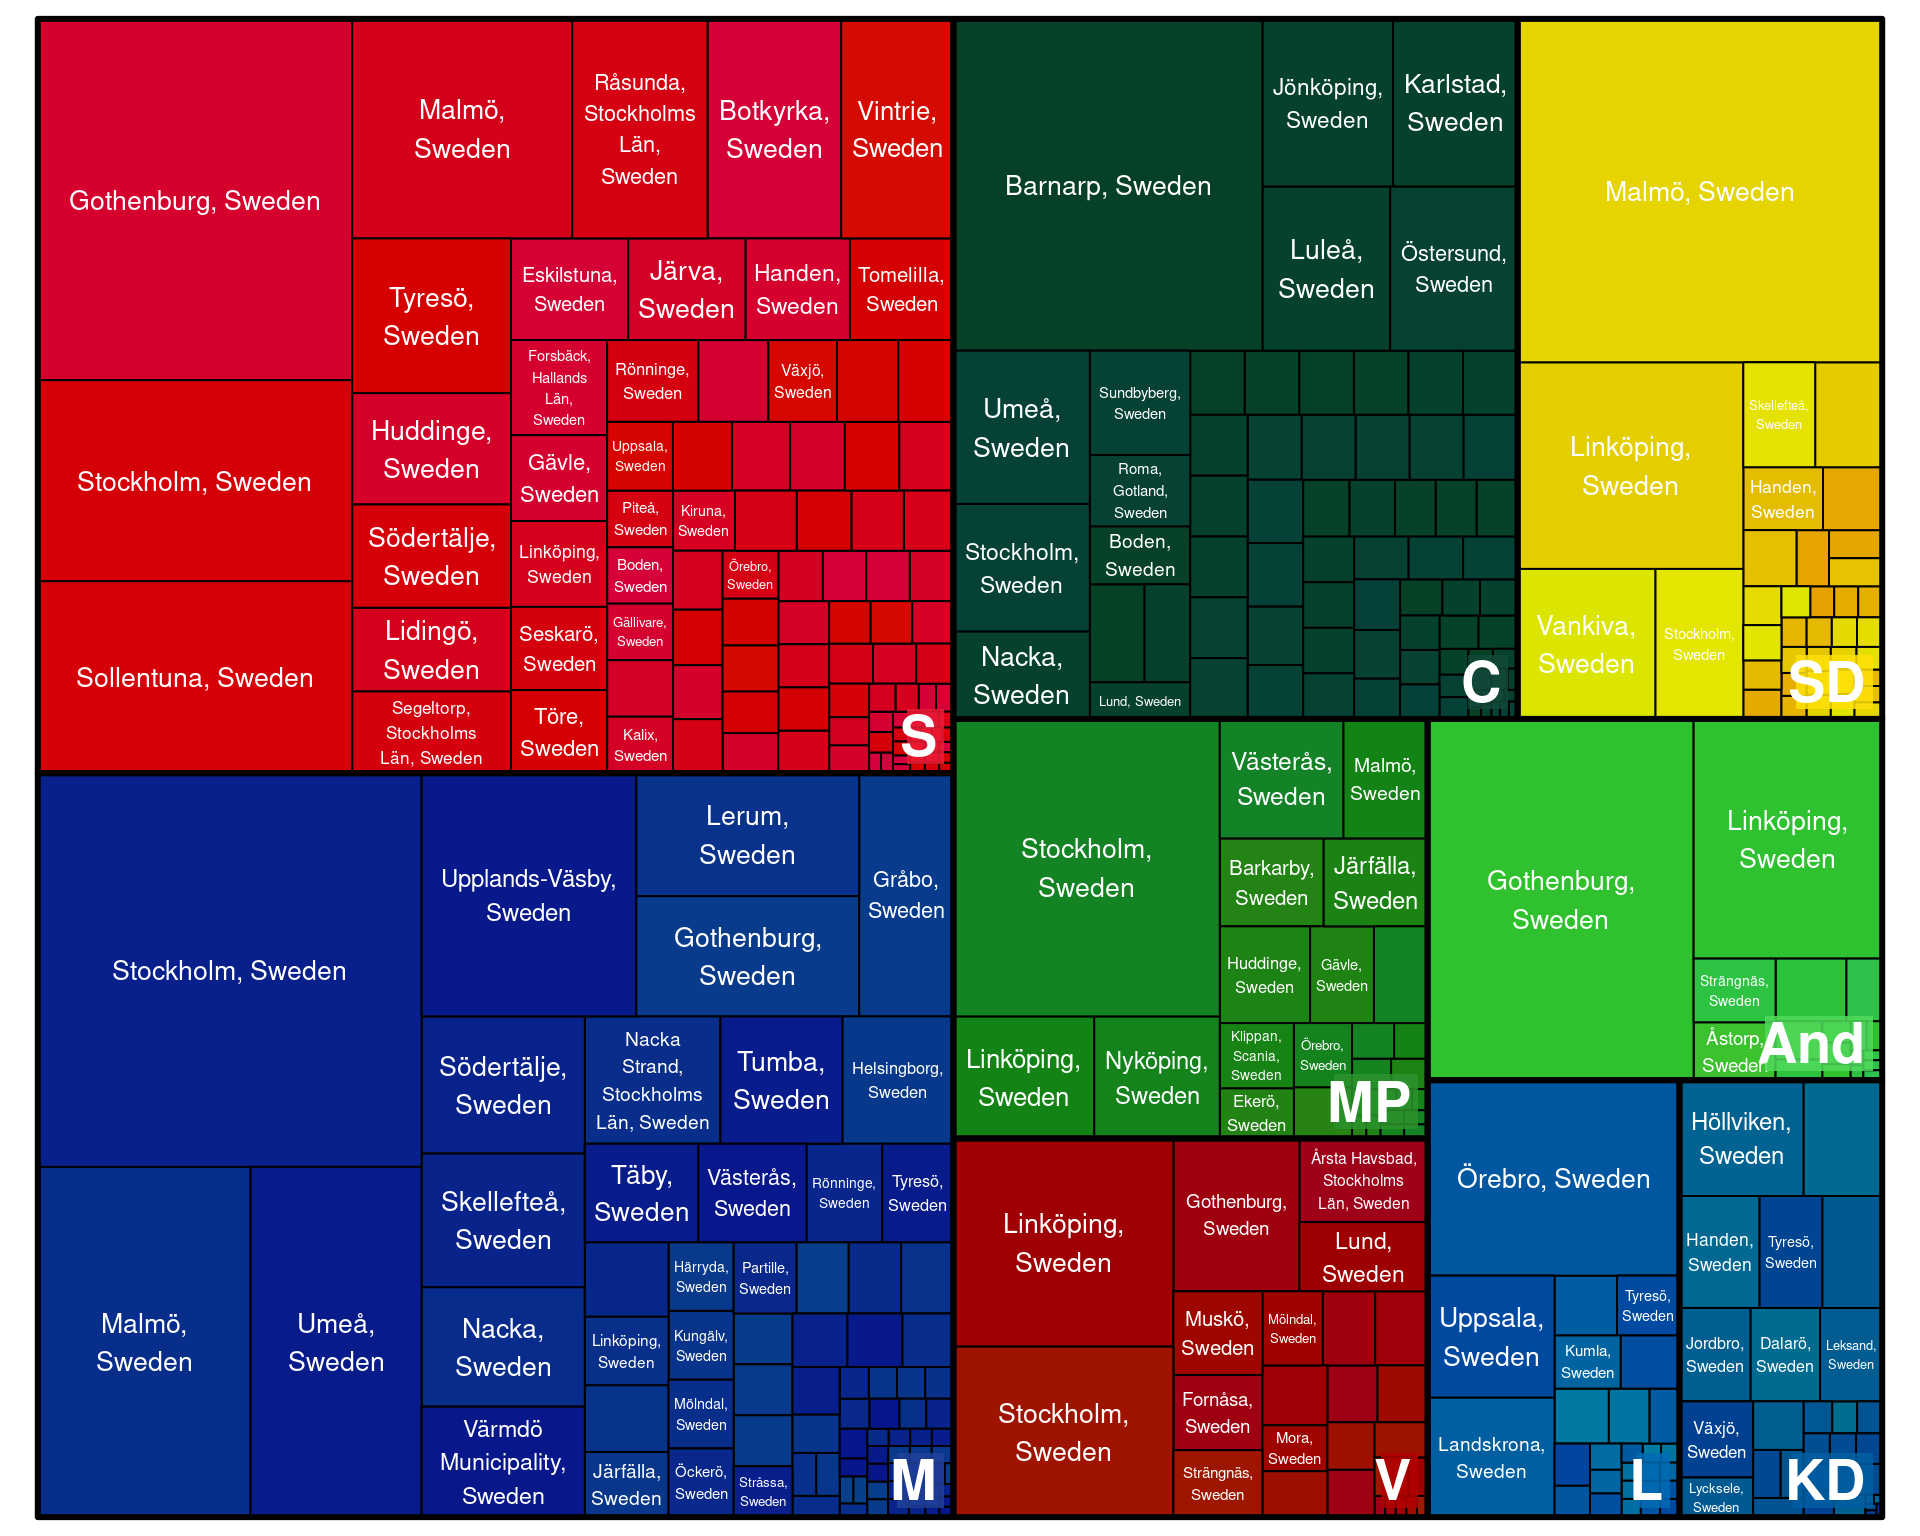 Gothenburg, Sweden
Stockholm, Sweden
Sollentuna, Sweden
Malmö,
Sweden
Råsunda,
Stockholms
Län,
Sweden
Botkyrka,
Sweden
Vintrie,
Sweden
Tyresö,
Sweden
Huddinge,
Sweden
Södertälje,
Sweden
Lidingö,
Sweden
Segeltorp,
Stockholms
Län, Sweden
Eskilstuna,
Sweden
Järva,
Sweden
Handen,
Sweden
Tomelilla,
Sweden
Forsbäck,
Hallands
Län,
Sweden
Gävle,
Sweden
Linköping,
Sweden
Seskarö,
Sweden
Töre,
Sweden
Rönninge,
Sweden
Växjö,
Sweden
Uppsala,
Sweden
Piteå,
Sweden
Kiruna,
Sweden
Boden,
Sweden
Örebro,
Sweden
Gällivare,
Sweden
Kalix,
Sweden
S
Barnarp, Sweden
Jönköping,
Sweden
Karlstad,
Sweden
Luleå,
Sweden
Östersund,
Sweden
Umeå,
Sweden
Stockholm,
Sweden
Nacka,
Sweden
Sundbyberg,
Sweden
Roma,
Gotland,
Sweden
Boden,
Sweden
Lund, Sweden
C
Malmö, Sweden
Linköping,
Sweden
Vankiva,
Sweden
Stockholm,
Sweden
Skellefteå,
Sweden
Handen,
Sweden
SD
Stockholm, Sweden
Malmö,
Sweden
Umeå,
Sweden
Upplands-Väsby,
Sweden
Lerum,
Sweden
Gothenburg,
Sweden
Gråbo,
Sweden
Södertälje,
Sweden
Skellefteå,
Sweden
Nacka,
Sweden
Värmdö
Municipality,
Sweden
Nacka
Strand,
Stockholms
Län, Sweden
Tumba,
Sweden
Helsingborg,
Sweden
Täby,
Sweden
Västerås,
Sweden
Rönninge,
Sweden
Tyresö,
Sweden
Linköping,
Sweden
Järfälla,
Sweden
Härryda,
Sweden
Kungälv,
Sweden
Mölndal,
Sweden
Öckerö,
Sweden
Partille,
Sweden
Stråssa,
Sweden
M
Stockholm,
Sweden
Linköping,
Sweden
Nyköping,
Sweden
Västerås,
Sweden
Malmö,
Sweden
Barkarby,
Sweden
Järfälla,
Sweden
Huddinge,
Sweden
Gävle,
Sweden
Klippan,
Scania,
Sweden
Örebro,
Sweden
Ekerö,
Sweden
MP
Gothenburg,
Sweden
Linköping,
Sweden
Strängnäs,
Sweden
Åstorp,
Sweden
And
Linköping,
Sweden
Stockholm,
Sweden
Gothenburg,
Sweden
Årsta Havsbad,
Stockholms
Län, Sweden
Lund,
Sweden
Muskö,
Sweden
Mölndal,
Sweden
Fornåsa,
Sweden
Strängnäs,
Sweden
Mora,
Sweden
V
Örebro, Sweden
Uppsala,
Sweden
Landskrona,
Sweden
Tyresö,
Sweden
Kumla,
Sweden
L
Höllviken,
Sweden
Handen,
Sweden
Tyresö,
Sweden
Jordbro,
Sweden
Dalarö,
Sweden
Leksand,
Sweden
Växjö,
Sweden
Lycksele,
Sweden
KD